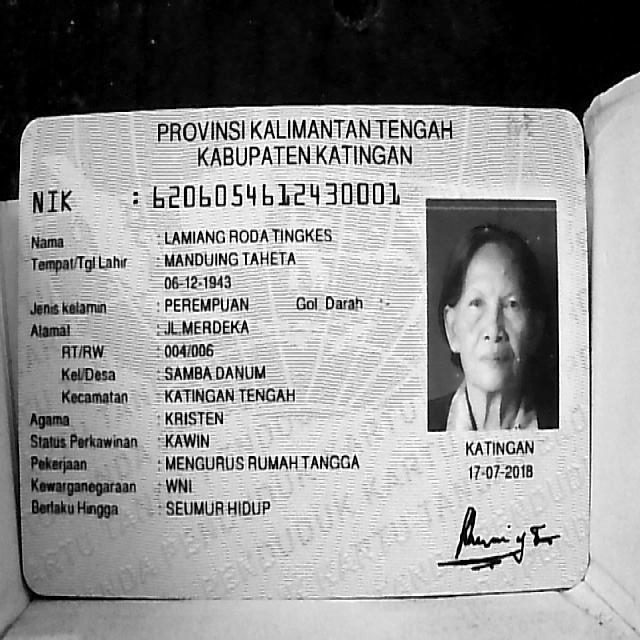 PROVINSI KALIMANTAN TENGAH
KABUPATEN KATINGAN
NIK : 6206054612430001
Nama : LAMIANG RODA TINGKES
Tempat/Tgl Lahir : MANDUING TAHETA
06-12-1943
Jenis kelamin : PEREMPUAN Gol Darah :-
Alamat : JL.MERDEKA
RT/RW : 004/006
Kel/Desa : SAMBA DANUM
Kecamatan : KATINGAN TENGAH
Agama : KRISTEN
Status Perkawinan : KAWIN
Pekerjaan : MENGURUS RUMAH TANGGA
Kewarganegaraan : WNI
Berlaku Hingga : SEUMUR HIDUP
KATINGAN
17-07-2018